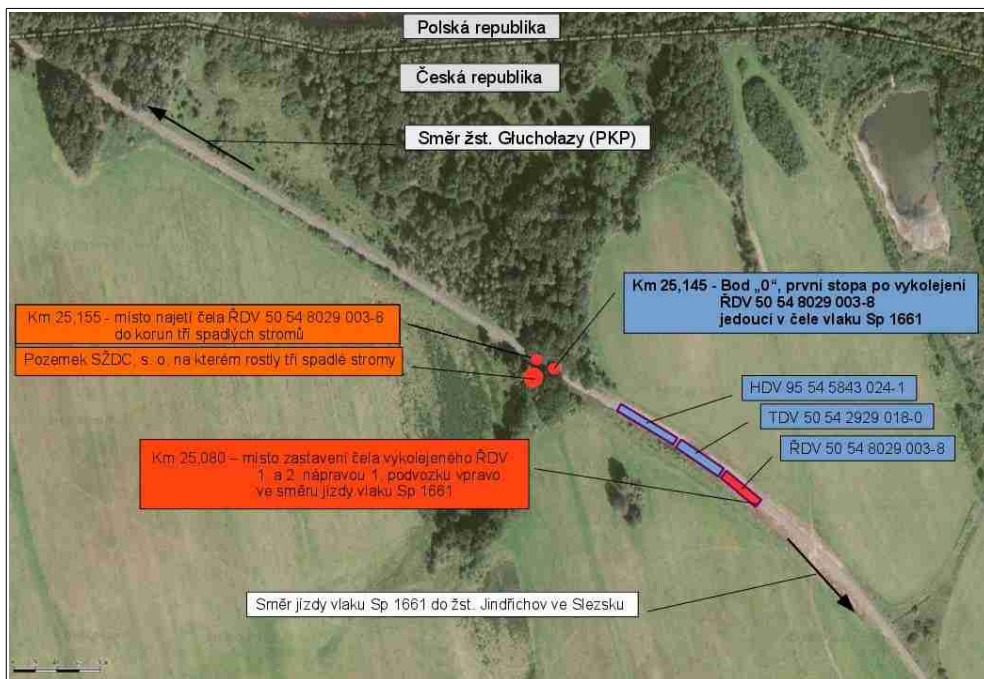 Polská republika
Česká republika
Směr žst. Głuchołazy (PKP)
Km 25,145 - Bod „0“, první stopa po vykolejení
ŘDV 50 54 8029 003-8
jedoucí v čele vlaku Sp 1661
Km 25,155 - místo najetí čela ŘDV 50 54 8029 003-8
do korun tří spadlých stromů
Pozemek SŽDC, s. o, na kterém rostly tří spadlé stromy
HDV 95 54 5843 024-1
TDV 50 54 2929 018-0
ŘDV 50 54 8029 003-8
Km 25,080 – místo zastavení čela vykolejeného ŘDV
1. a 2. nápravou 1. podvozku vpravo
ve směru jízdy vlaku Sp 1661
Směr jízdy vlaku Sp 1661 do žst. Jindřichov ve Slezsku